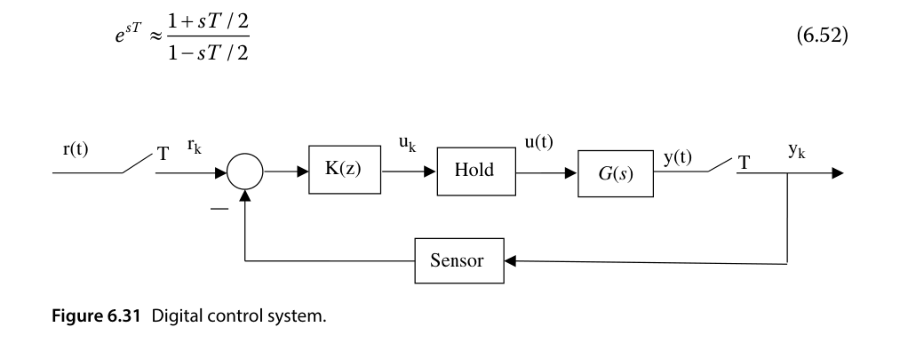 e^{sT} ≈ \frac{1+sT/2}{1−sT/2} (6.52)
r(t) T r_k K(z) u_k Hold u(t) G(s) y(t) T y_k
−
Sensor
Figure 6.31 Digital control system.